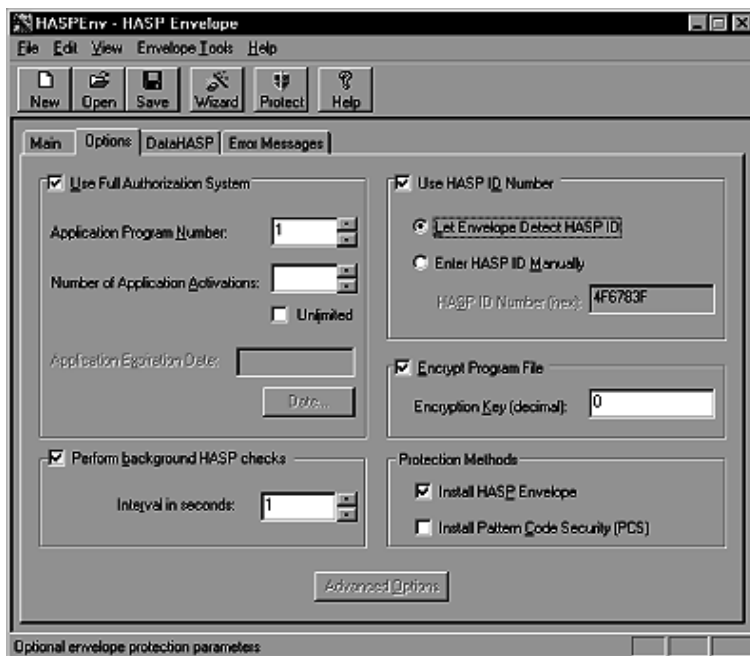 HASPEnv - HASP Envelope
File Edit View Envelope Tools Help
New Open Save Wizard Protect Help
Main Options DataHASP Error Messages
Use Full Authorization System
Application Program Number: 1
Number of Application Activations:
Unlimited
Application Expiration Date:
Date...
Perform background HASP checks
Interval in seconds: 1
Use HASP ID Number
Let Envelope Detect HASP ID
Enter HASP ID Manually
HASP ID Number (hex): 4F6783F
Encrypt Program File
Encryption Key (decimal): 0
Protection Methods
Install HASP Envelope
Install Pattern Code Security (PCS)
Advanced Options
Optional envelope protection parameters